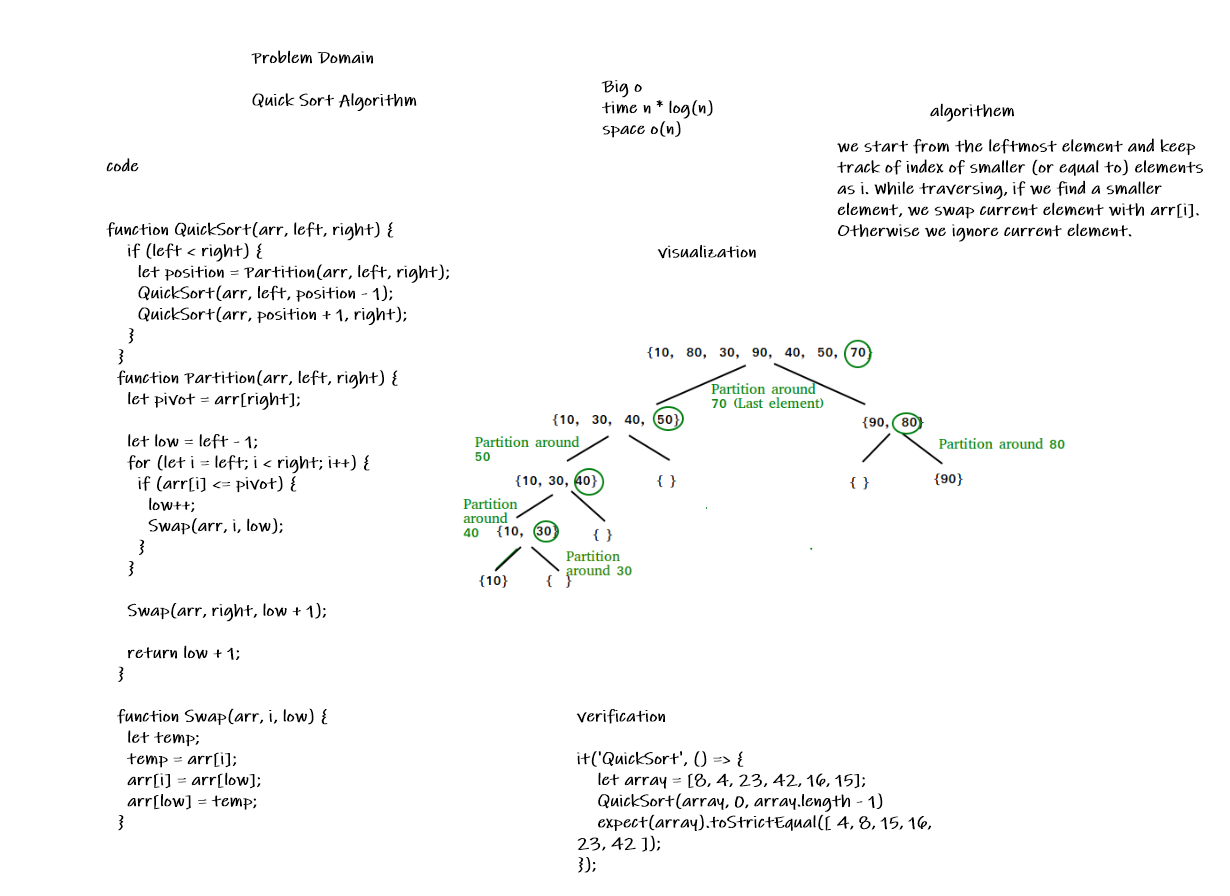 Problem Domain
Quick Sort Algorithm
Big o
time n * log(n)
space o(n)
algorithem
we start from the leftmost element and keep
track of index of smaller (or equal to) elements
as i. While traversing, if we find a smaller
element, we swap current element with arr[i].
Otherwise we ignore current element.
code
function QuickSort(arr, left, right) {
if (left < right) {
let position = Partition(arr, left, right);
QuickSort(arr, left, position - 1);
QuickSort(arr, position + 1, right);
}
}
function Partition(arr, left, right) {
let pivot = arr[right];
let low = left - 1;
for (let i = left; i < right; i++) {
if (arr[i] <= pivot) {
low++;
Swap(arr, i, low);
}
}
Swap(arr, right, low + 1);
return low + 1;
}
function Swap(arr, i, low) {
let temp;
temp = arr[i];
arr[i] = arr[low];
arr[low] = temp;
}
visualization
{10, 80, 30, 90, 40, 50, 70}
Partition around
70 (Last element)
{10, 30, 40, 50}
{90, 80}
Partition around
50
Partition around 80
{10, 30, 40}
{ }
{ }
{90}
Partition
around
40
{10, 30}
{ }
Partition
around 30
{10}
{ }
verification
it('QuickSort', () => {
let array = [8, 4, 23, 42, 16, 15];
QuickSort(array, 0, array.length - 1)
expect(array).toStrictEqual([ 4, 8, 15, 16,
23, 42 ]);
});